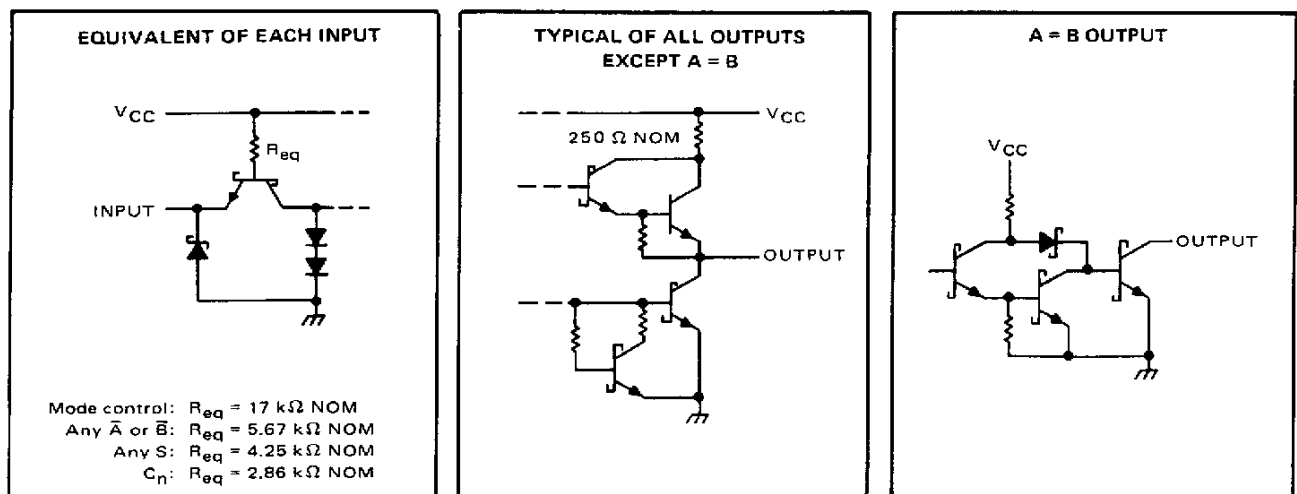 EQUIVALENT OF EACH INPUT
VCC
Req
INPUT
Mode control: Req = 17 kΩ NOM
Any A̅ or B̅: Req = 5.67 kΩ NOM
Any S: Req = 4.25 kΩ NOM
Cn: Req = 2.86 kΩ NOM
TYPICAL OF ALL OUTPUTS
EXCEPT A = B
VCC
250 Ω NOM
OUTPUT
A = B OUTPUT
VCC
OUTPUT